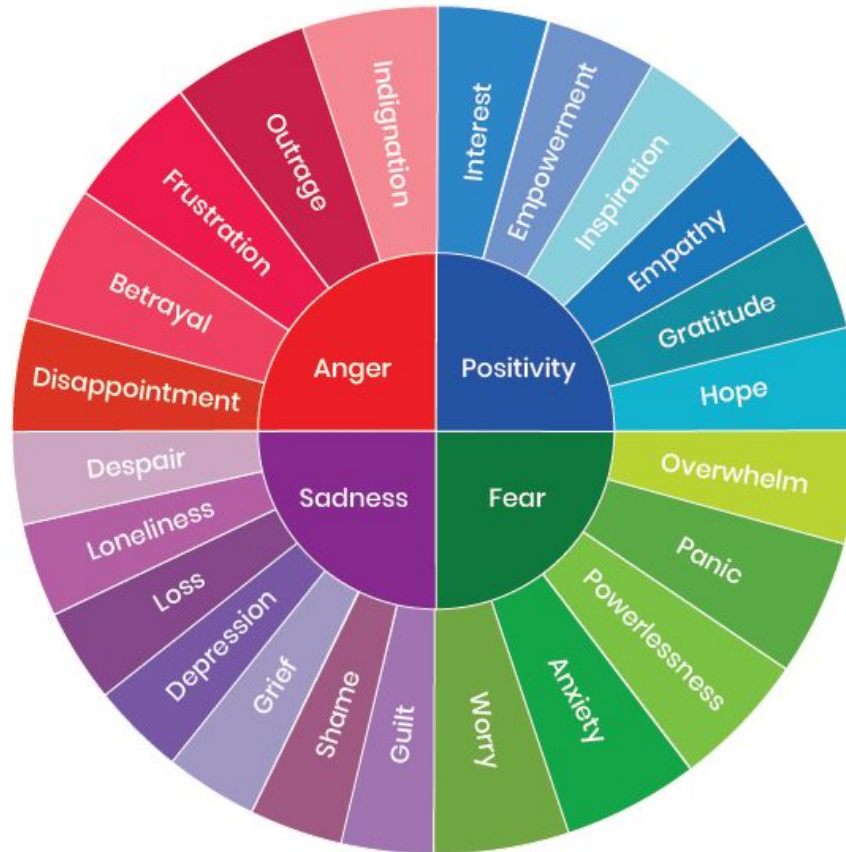 Indignation
Interest
Outrage
Empowerment
Frustration
Inspiration
Betrayal
Empathy
Disappointment
Gratitude
Hope
Anger
Positivity
Sadness
Fear
Despair
Overwhelm
Loneliness
Panic
Loss
Powerlessness
Depression
Anxiety
Grief
Worry
Shame
Guilt